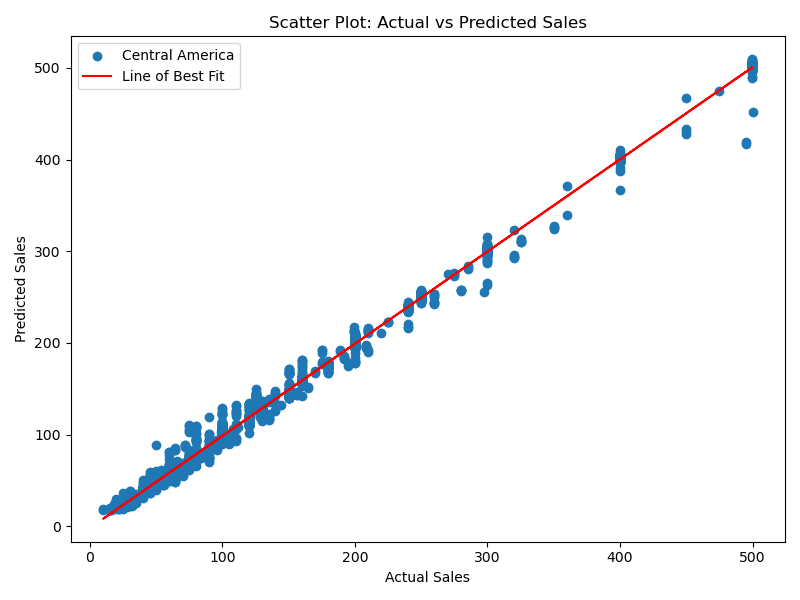 Scatter Plot: Actual vs Predicted Sales
Central America
Line of Best Fit
Predicted Sales
500
400
300
200
100
0
0 100 200 300 400 500
Actual Sales